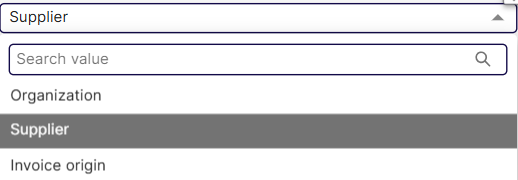 Supplier
Search value
Organization
Supplier
Invoice origin